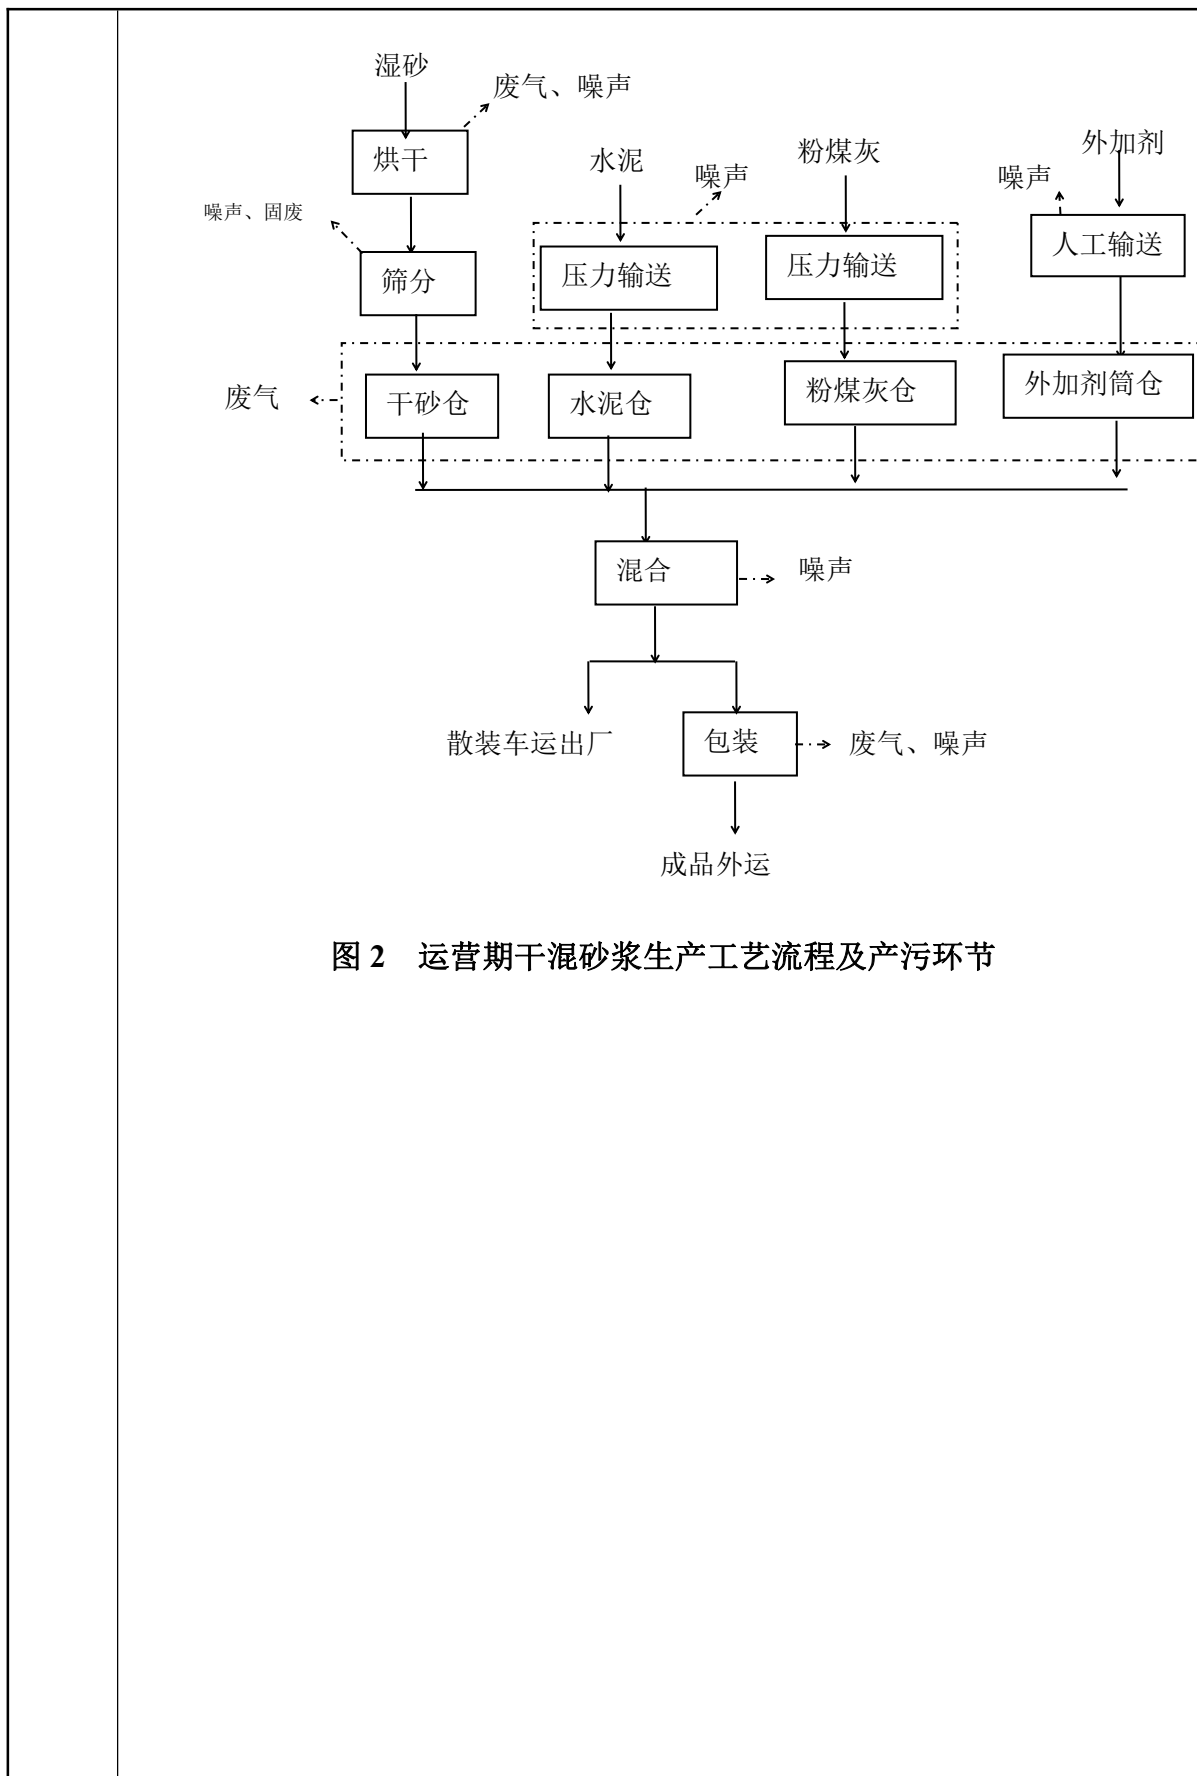 湿砂
废气、噪声
烘干
水泥
噪声
粉煤灰
噪声
外加剂
噪声、固废
筛分
压力输送
压力输送
人工输送
废气
干砂仓
水泥仓
粉煤灰仓
外加剂筒仓
混合
噪声
散装车运出厂
包装
废气、噪声
成品外运
图 2 运营期干混砂浆生产工艺流程及产污环节